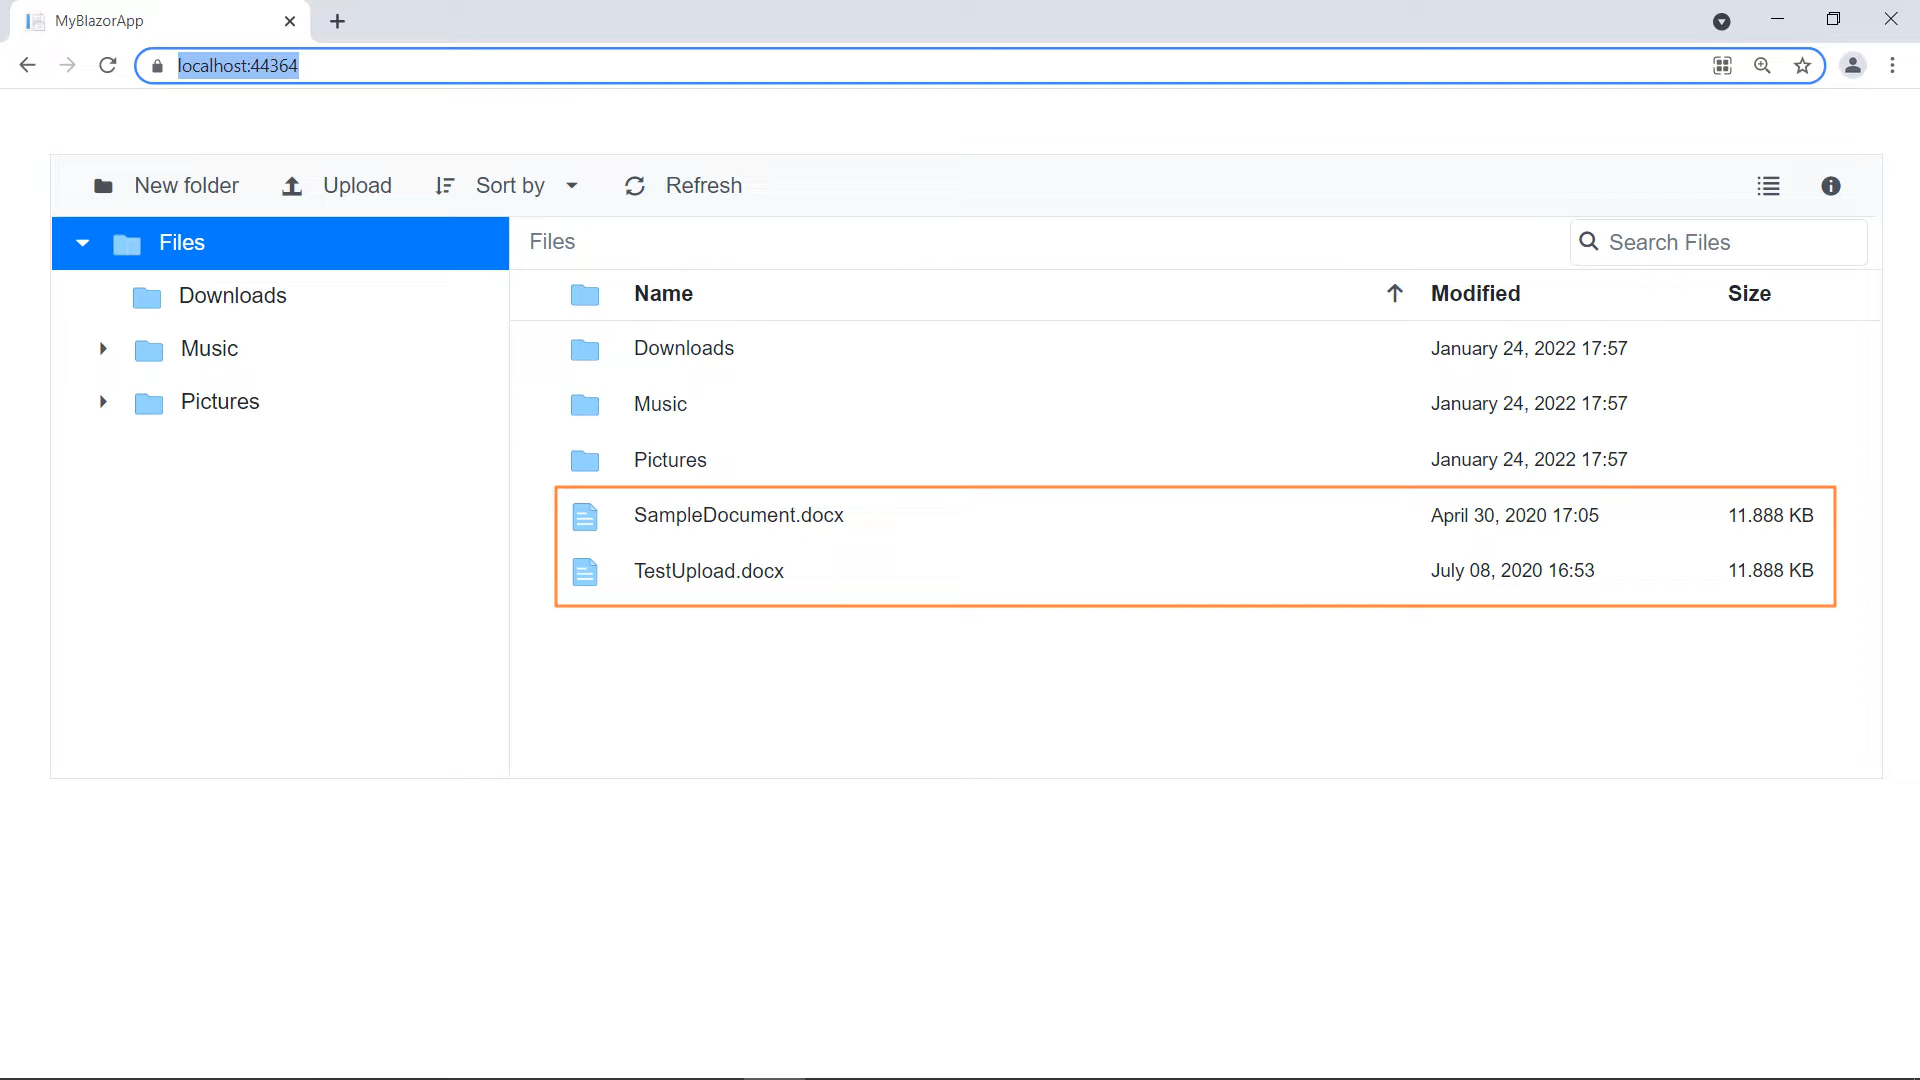 MyBlazorApp
localhost:44364
New folder Upload Sort by Refresh
Files
Downloads
Music
Pictures
Files
Search Files
Name Modified Size
Downloads January 24, 2022 17:57
Music January 24, 2022 17:57
Pictures January 24, 2022 17:57
SampleDocument.docx April 30, 2020 17:05 11.888 KB
TestUpload.docx July 08, 2020 16:53 11.888 KB